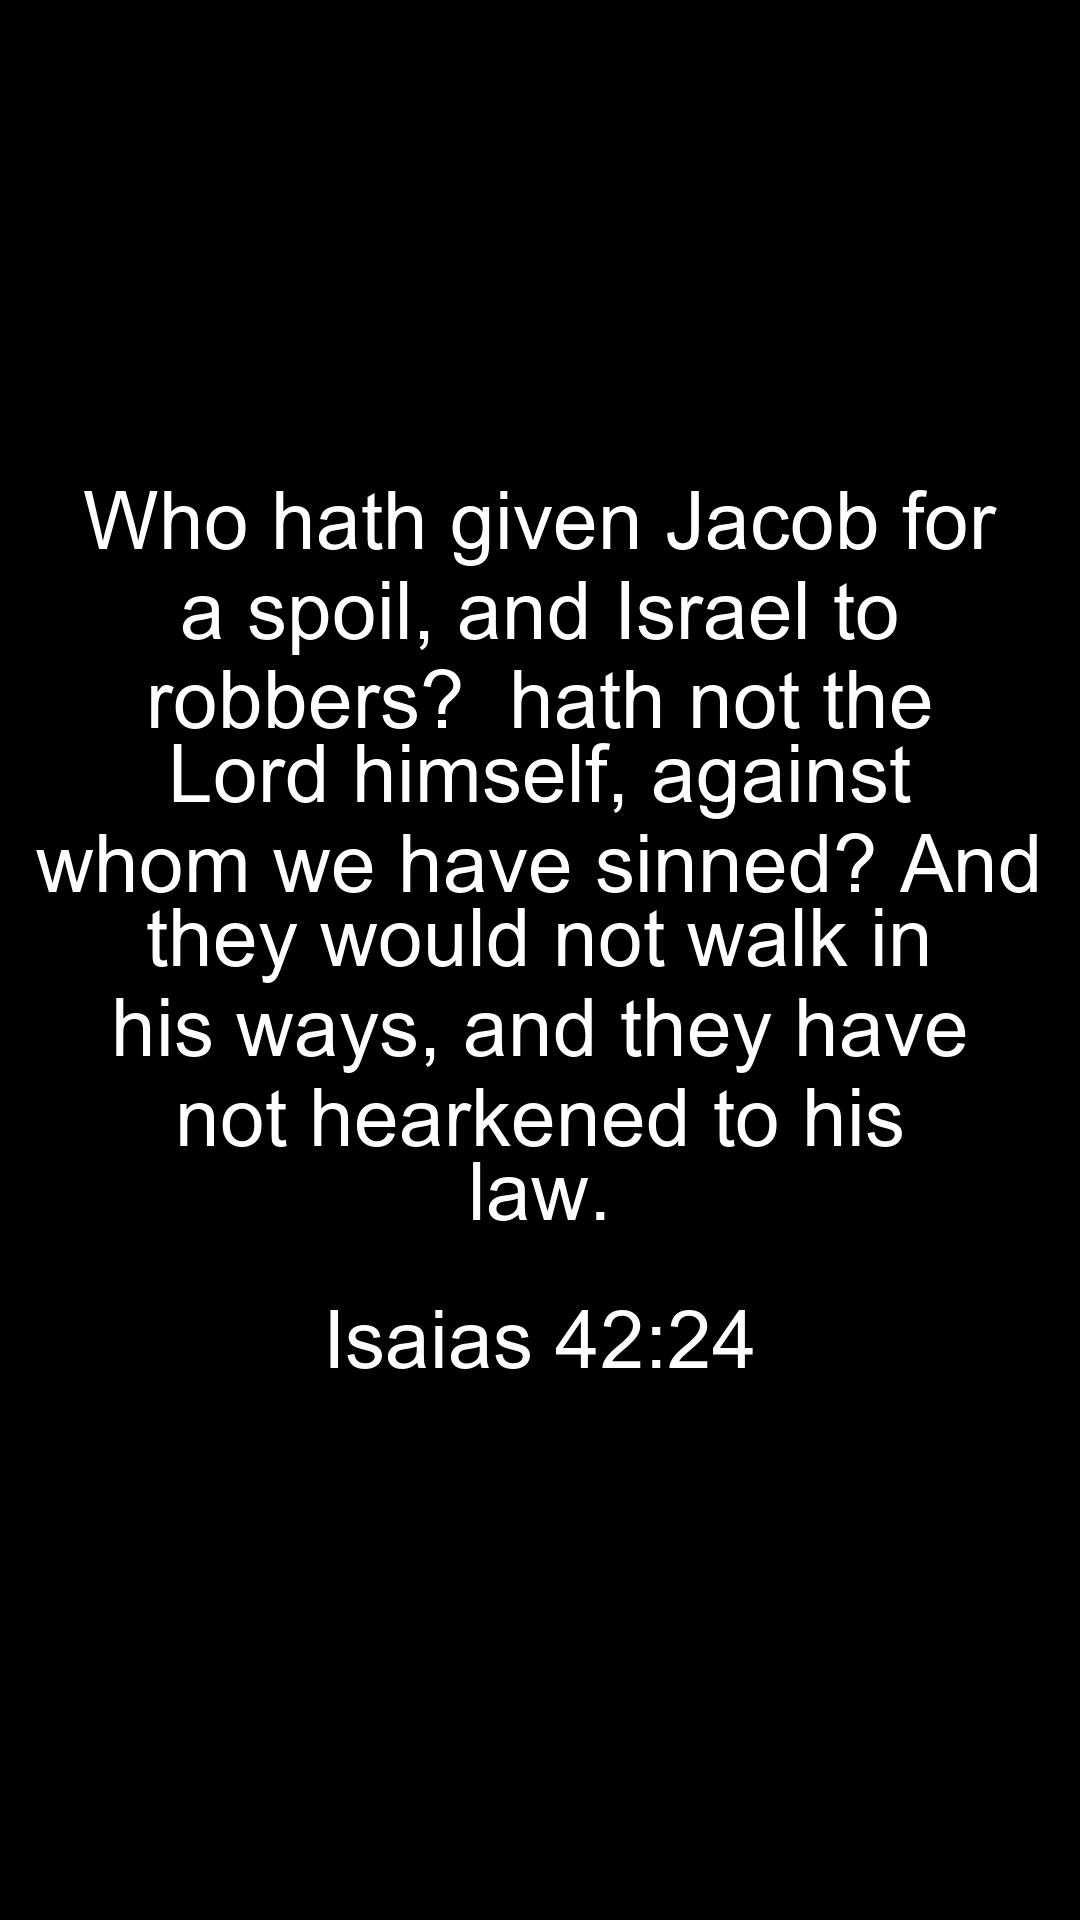 Who hath given Jacob for
a spoil, and Israel to
robbers?  hath not the
Lord himself, against
whom we have sinned? And
they would not walk in
his ways, and they have
not hearkened to his
law.
Isaias 42:24